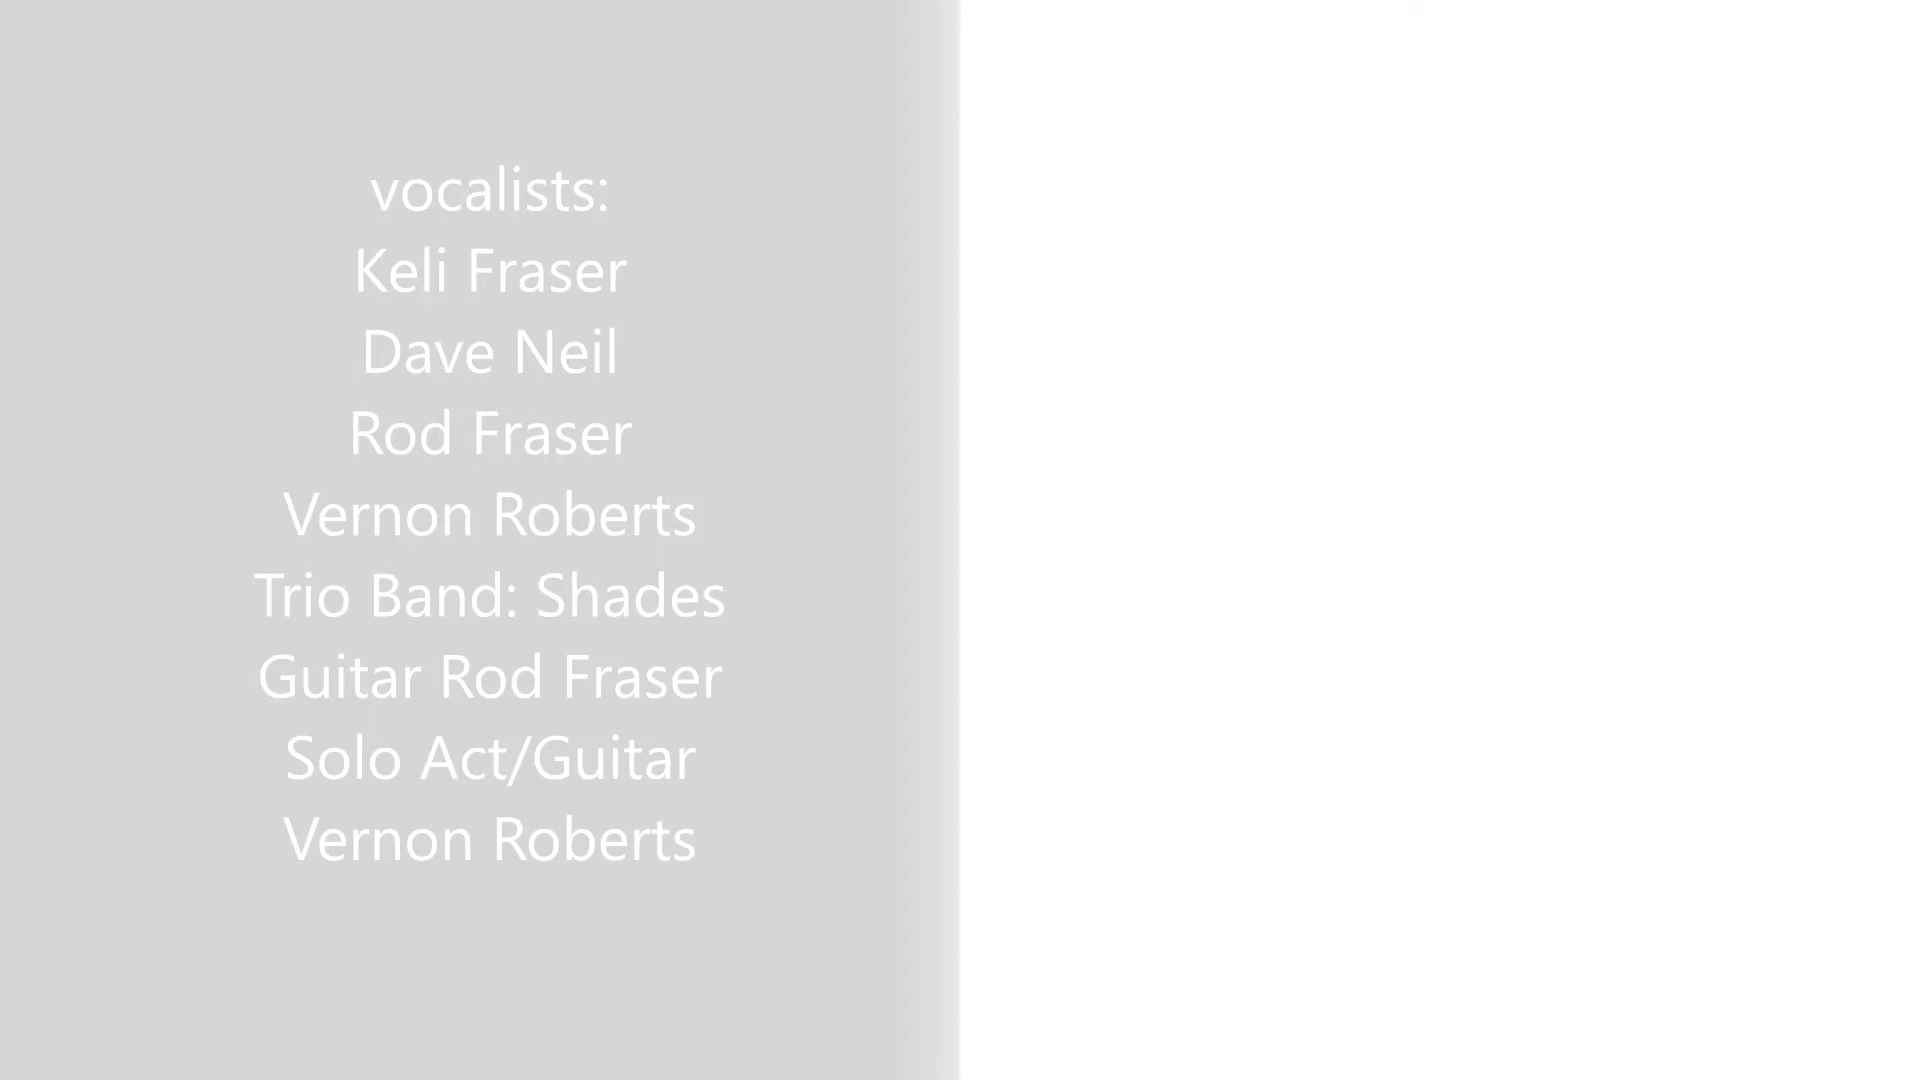 vocalists:
Keli Fraser
Dave Neil
Rod Fraser
Vernon Roberts
Trio Band: Shades
Guitar Rod Fraser
Solo Act/Guitar
Vernon Roberts